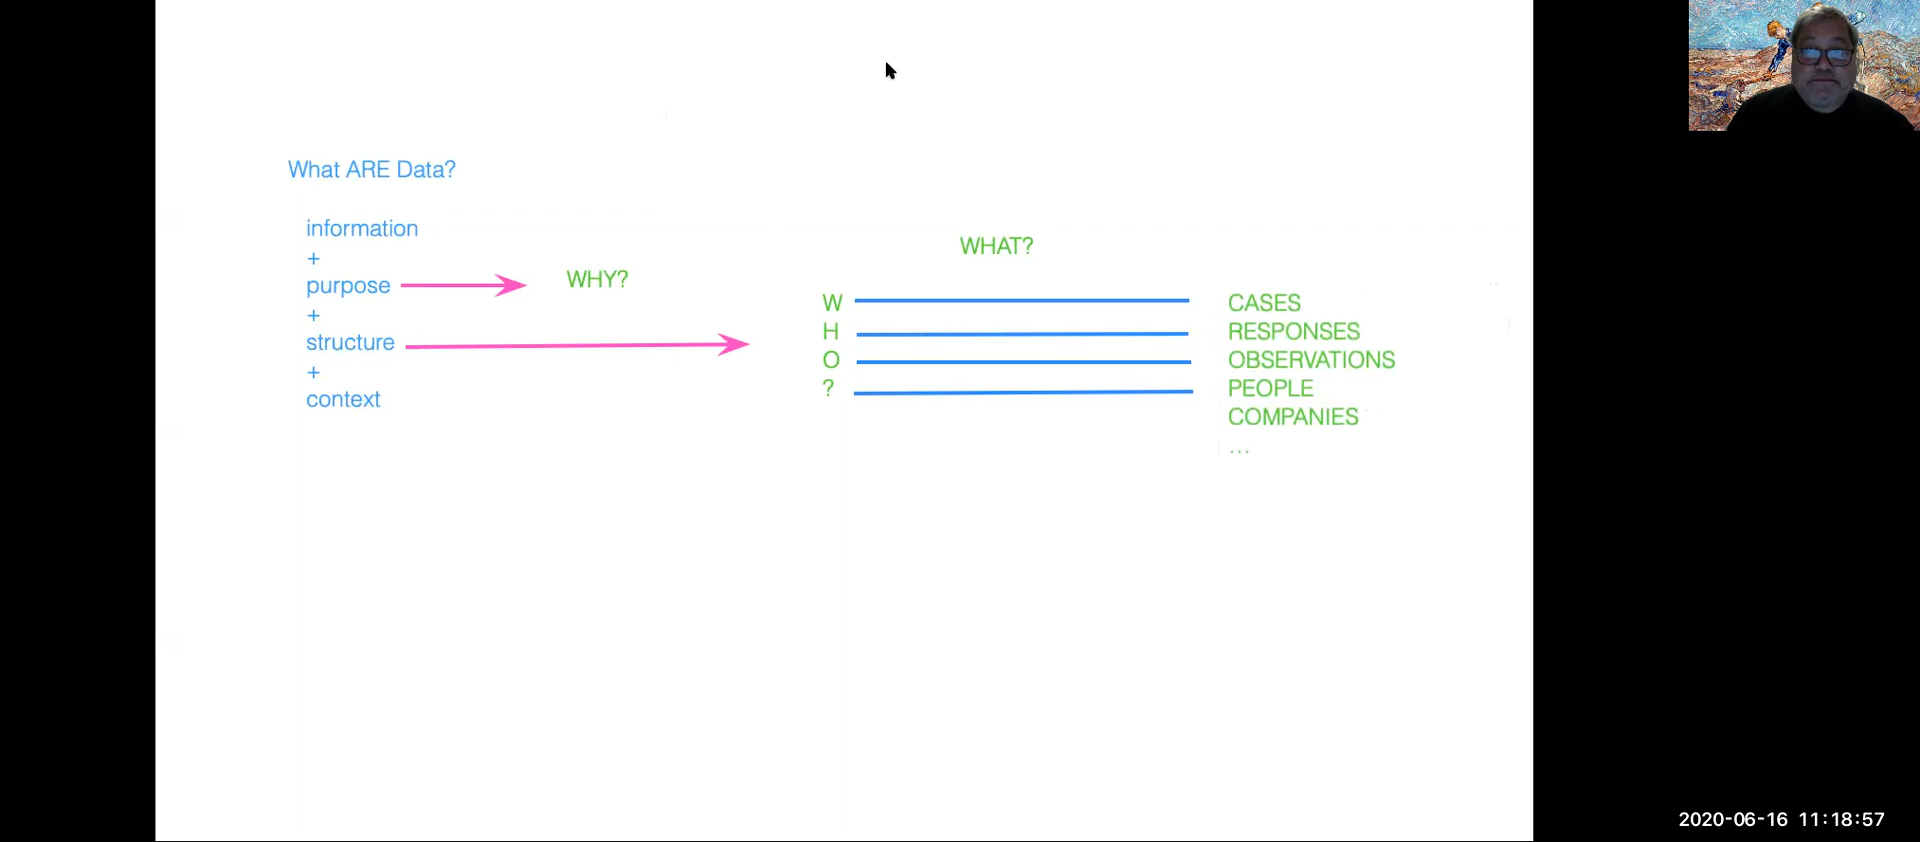 What ARE Data?
information
+
purpose
+
structure
+
context
WHY?
WHAT?
W
H
O
?
CASES
RESPONSES
OBSERVATIONS
PEOPLE
COMPANIES
...
2020-06-16 11:18:57